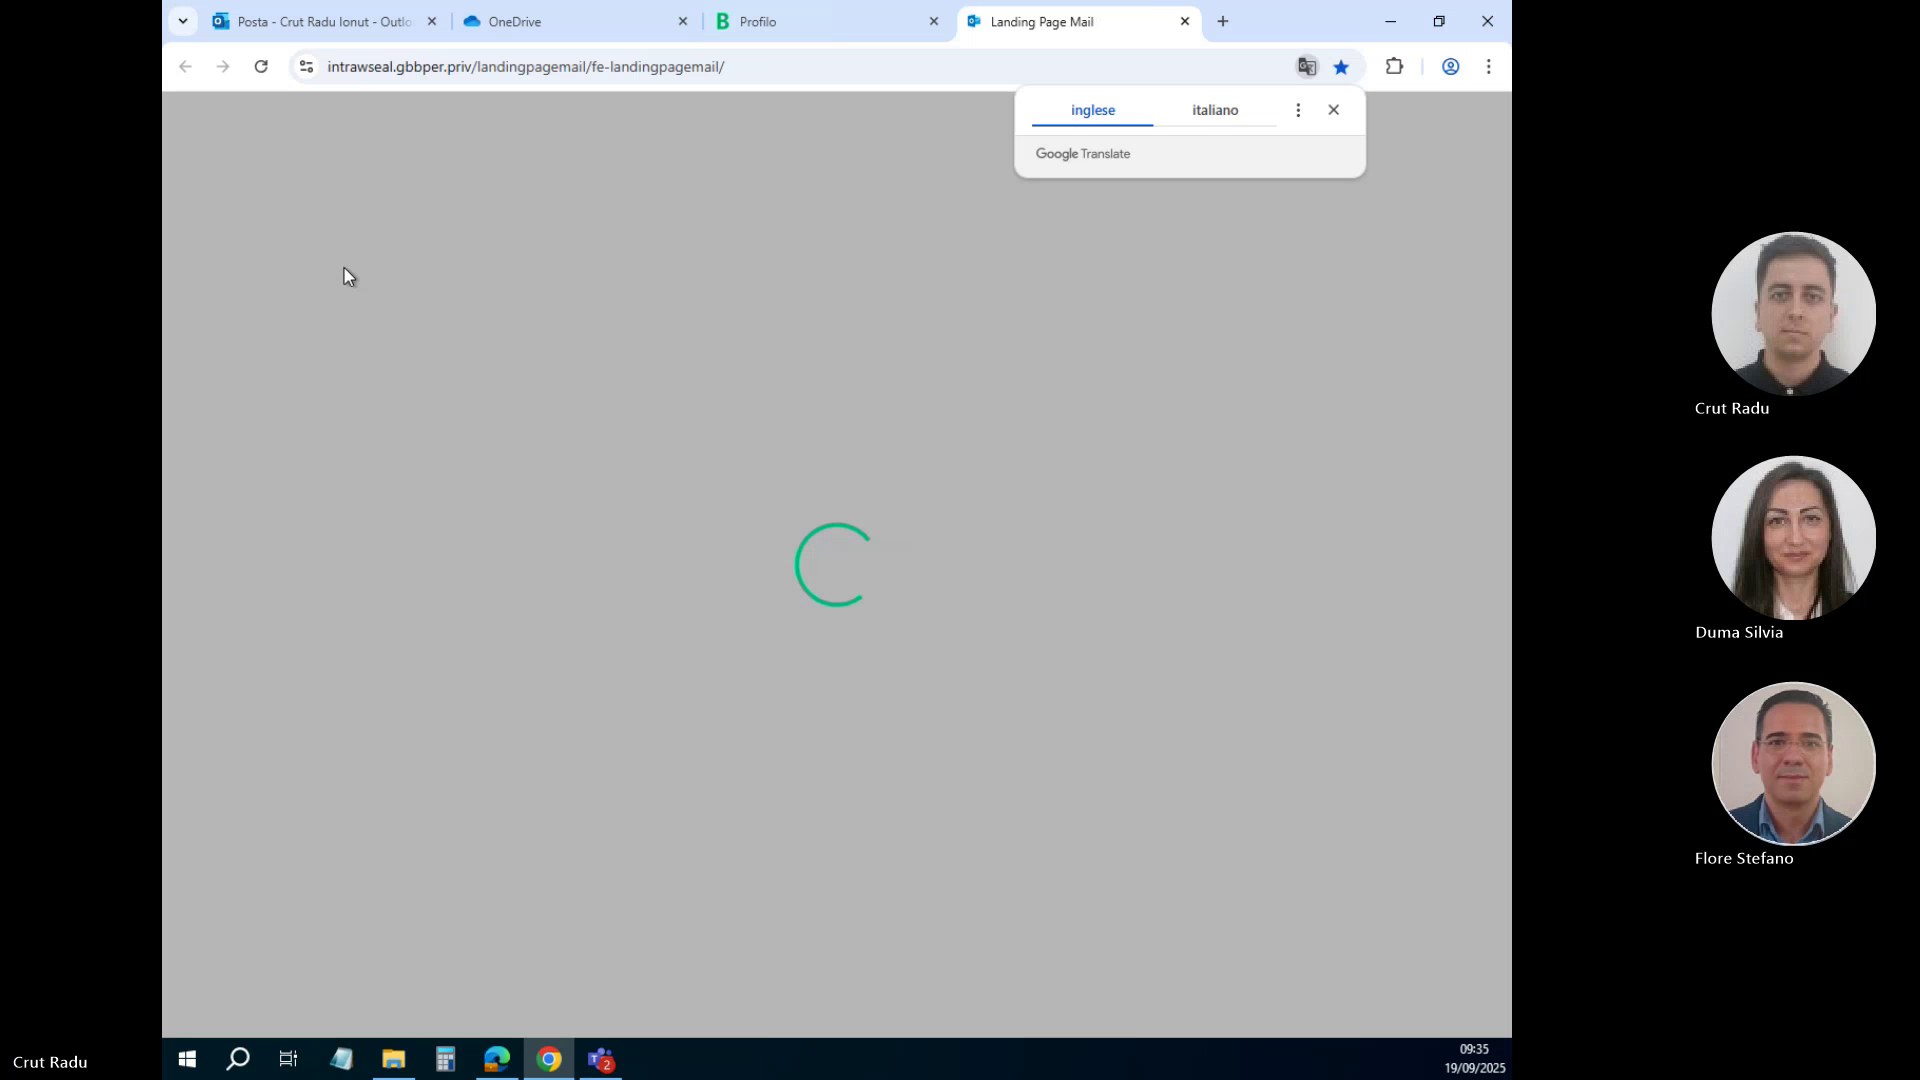 Posta - Crut Radu Ionut - Outlo
OneDrive
Profilo
Landing Page Mail
intrawseal.gbbper.priv/landingpagemail/fe-landingpagemail/
inglese
italiano
Google Translate
Crut Radu
Duma Silvia
Flore Stefano
2
09:35
19/09/2025
Crut Radu